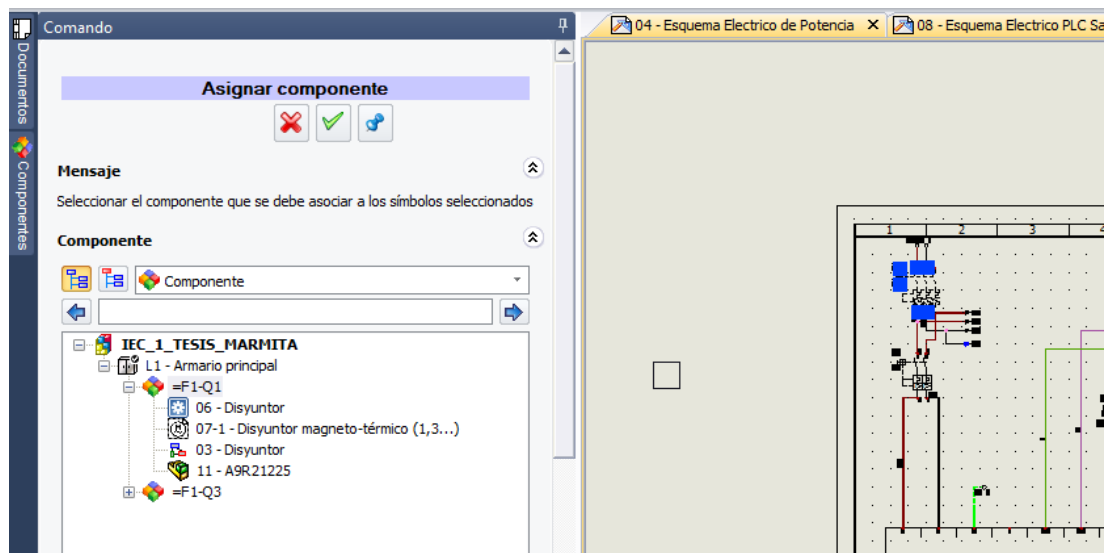 Comando
04 - Esquema Electrico de Potencia
08 - Esquema Electrico PLC Sa
Documentos
Componentes
Asignar componente
Mensaje
Seleccionar el componente que se debe asociar a los símbolos seleccionados
Componente
Componente
IEC_1_TESIS_MARMITA
L1 - Armario principal
=F1-Q1
06 - Disyuntor
07-1 - Disyuntor magneto-térmico (1,3...)
03 - Disyuntor
11 - A9R21225
=F1-Q3
1 2 3 4